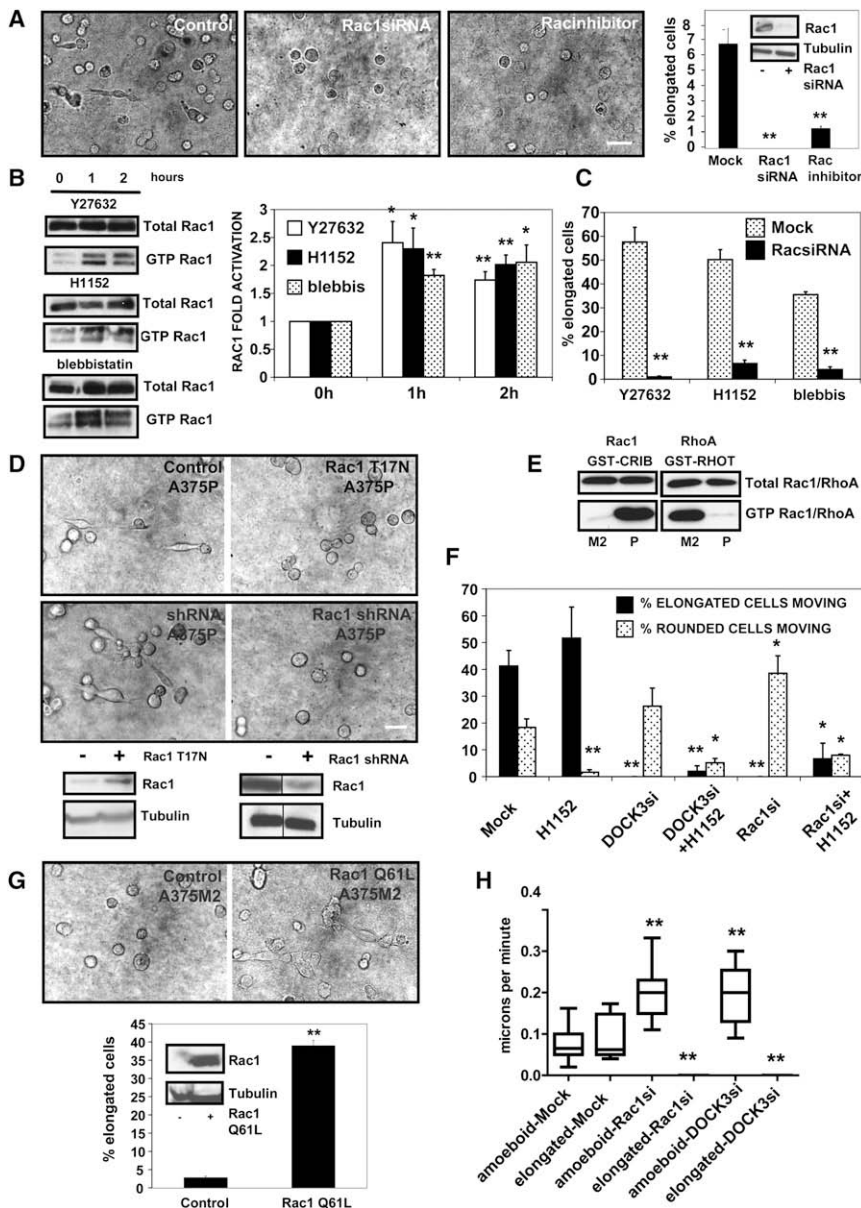 A
Control
Rac1siRNA
Racinhibitor
% elongated cells
8
7
6
5
4
3
2
1
0
Rac1
Tubulin
- + Rac1 siRNA
**
**
Mock
Rac1 siRNA
Rac inhibitor
B
0 1 2 hours
Y27632
Total Rac1
GTP Rac1
H1152
Total Rac1
GTP Rac1
blebbistatin
Total Rac1
GTP Rac1
RAC1 FOLD ACTIVATION
3
2.5
2
1.5
1
Y27632
H1152
blebbis
* * **
** ** *
0h 1h 2h
C
% elongated cells
70
60
50
40
30
20
10
0
Mock
RacsiRNA
** ** **
Y27632 H1152 blebbis
D
Control A375P
Rac1 T17N A375P
shRNA A375P
Rac1 shRNA A375P
- + Rac1 T17N
Rac1
Tubulin
- + Rac1 shRNA
Rac1
Tubulin
E
Rac1 GST-CRIB
RhoA GST-RHOT
Total Rac1/RhoA
GTP Rac1/RhoA
M2 P M2 P
F
70
60
50
40
30
20
10
0
% ELONGATED CELLS MOVING
% ROUNDED CELLS MOVING
** ** ** * ** * * *
Mock
H1152
DOCK3si
DOCK3si +H1152
Rac1si
Rac1si+ H1152
G
Control A375M2
Rac1 Q61L A375M2
% elongated cells
45
40
35
30
25
20
15
10
5
0
Rac1
Tubulin
- + Rac1 Q61L
**
Control
Rac1 Q61L
H
microns per minute
0.4
0.3
0.2
0.1
0.0
** ** ** **
amoeboid-Mock
elongated-Mock
amoeboid-Rac1si
elongated-Rac1si
amoeboid-DOCK3si
elongated-DOCK3si